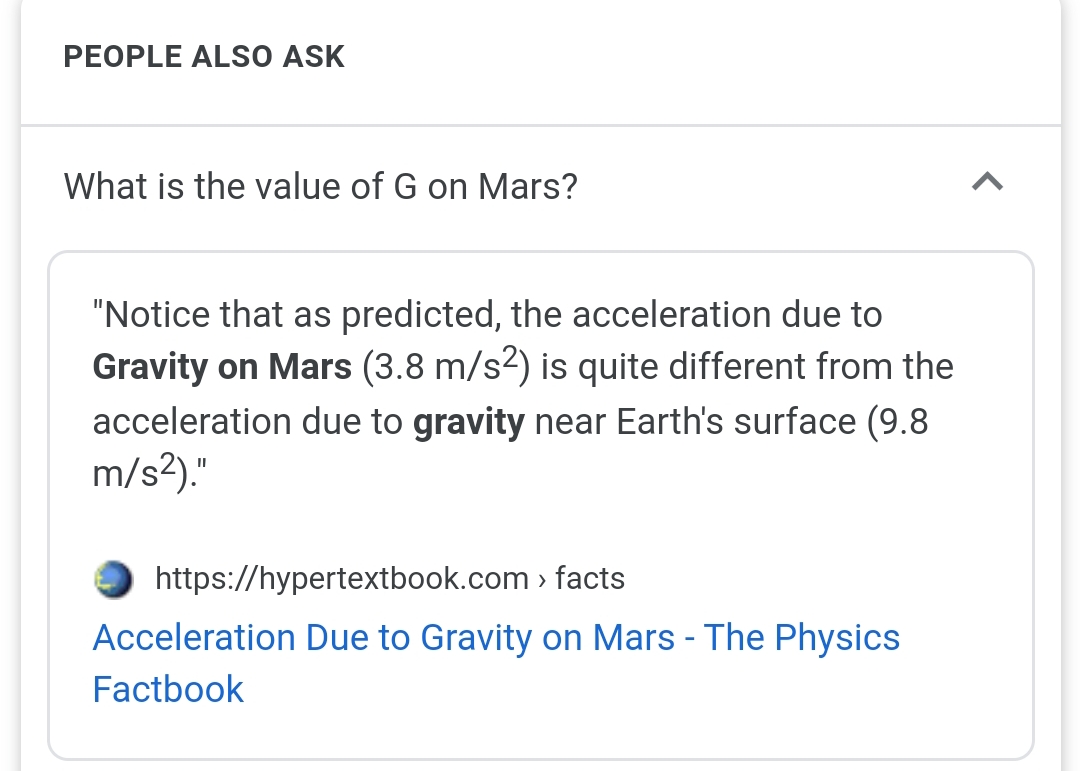 PEOPLE ALSO ASK
What is the value of G on Mars?
"Notice that as predicted, the acceleration due to
Gravity on Mars (3.8 m/s²) is quite different from the
acceleration due to gravity near Earth's surface (9.8
m/s²)."
https://hypertextbook.com › facts
Acceleration Due to Gravity on Mars - The Physics
Factbook